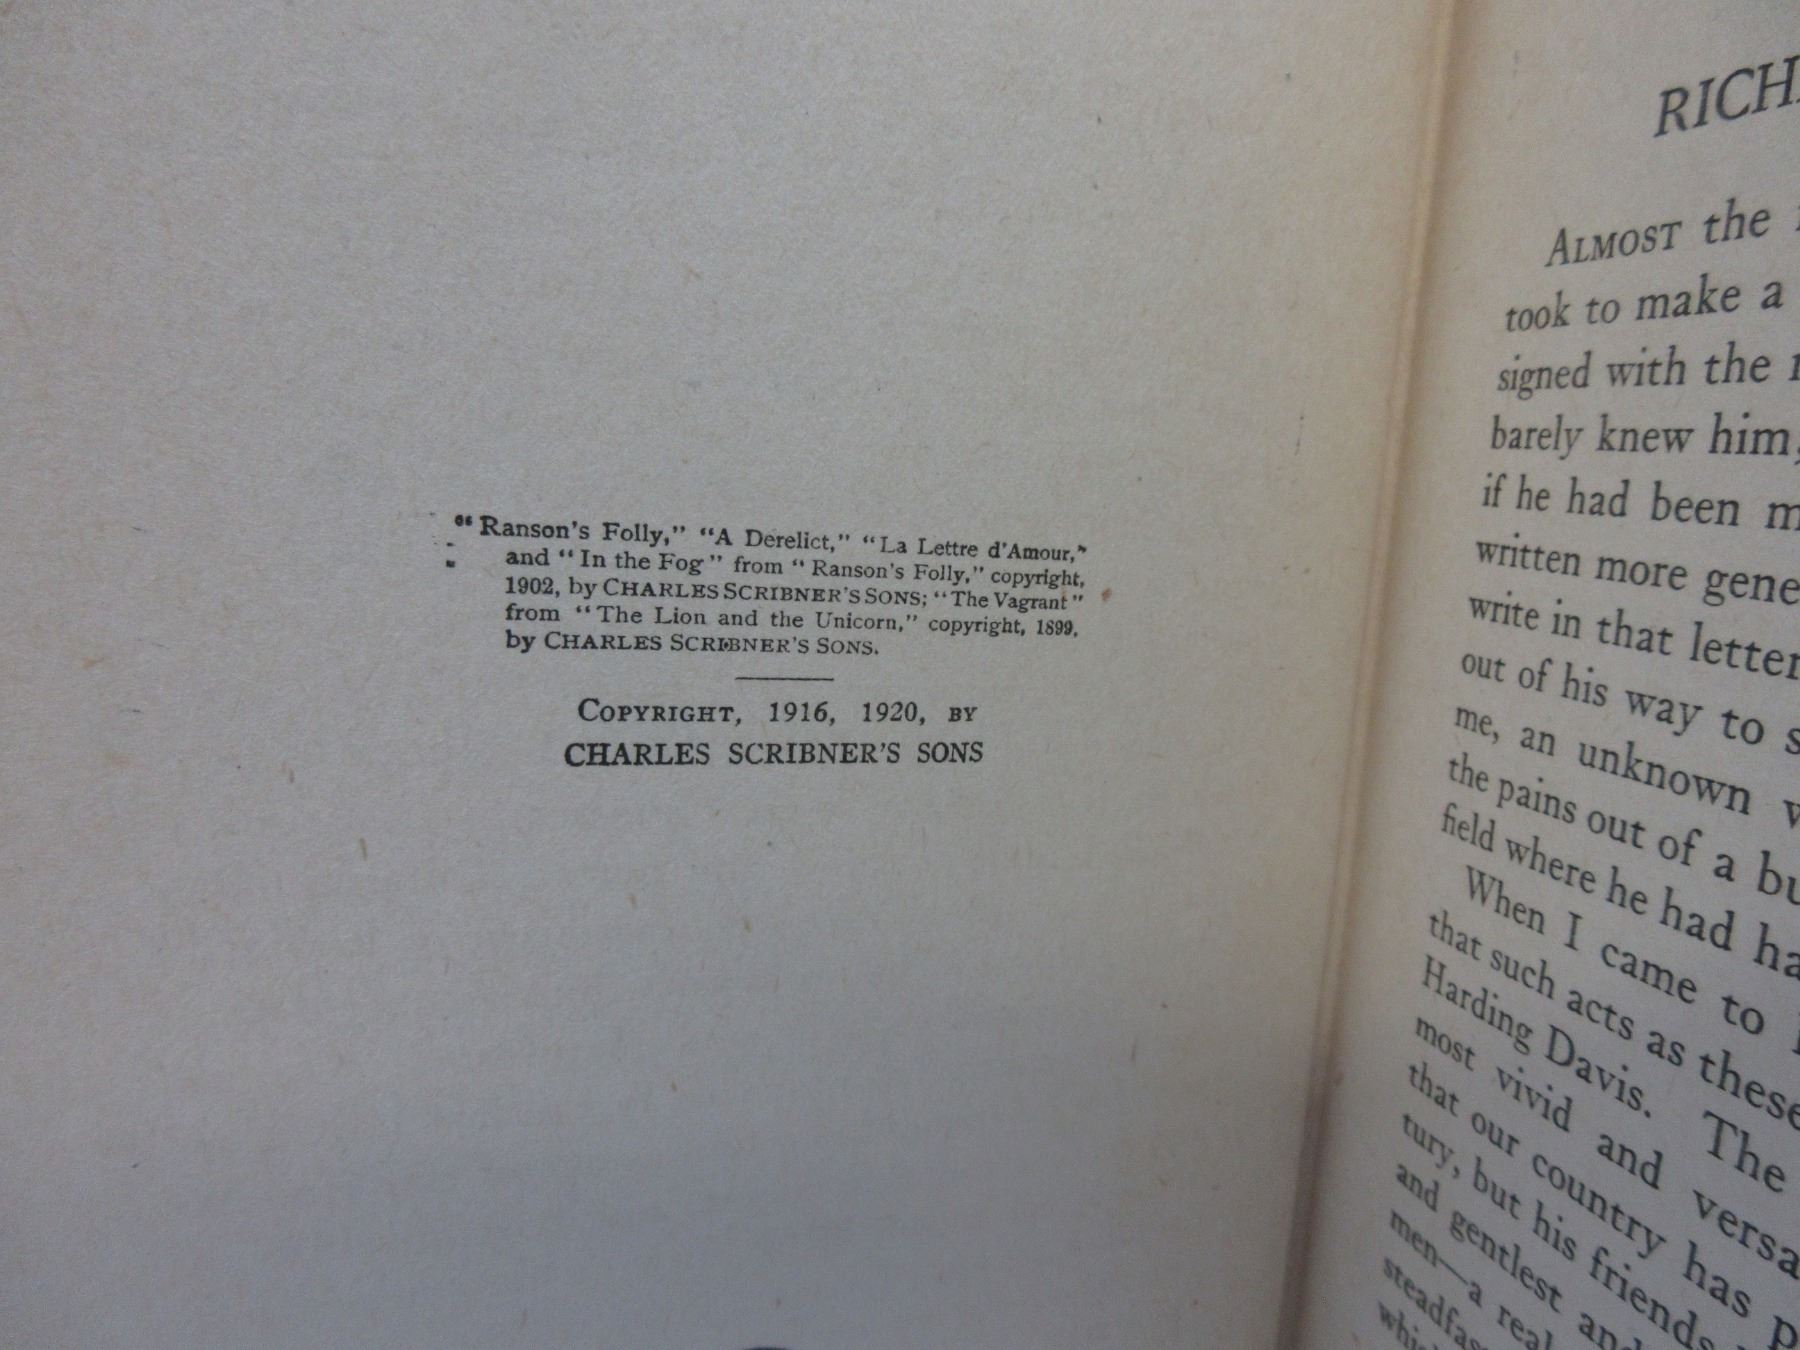 "Ranson's Folly," "A Derelict," "La Lettre d'Amour,"
and "In the Fog" from "Ranson's Folly," copyright,
1902, by CHARLES SCRIBNER'S SONS; "The Vagrant"
from "The Lion and the Unicorn," copyright, 1899,
by CHARLES SCRIBNER'S SONS.
COPYRIGHT, 1916, 1920, BY
CHARLES SCRIBNER'S SONS
ALMOST the
took to make a
signed with the
barely knew him,
if he had been
written more
write in that
out of his way to
me, an unknown
the pains out of a
field where he had
When I came to
that such acts as these
Harding Davis. The
most vivid and
that our country has
tury, but his friends
and gentlest and
men—a real